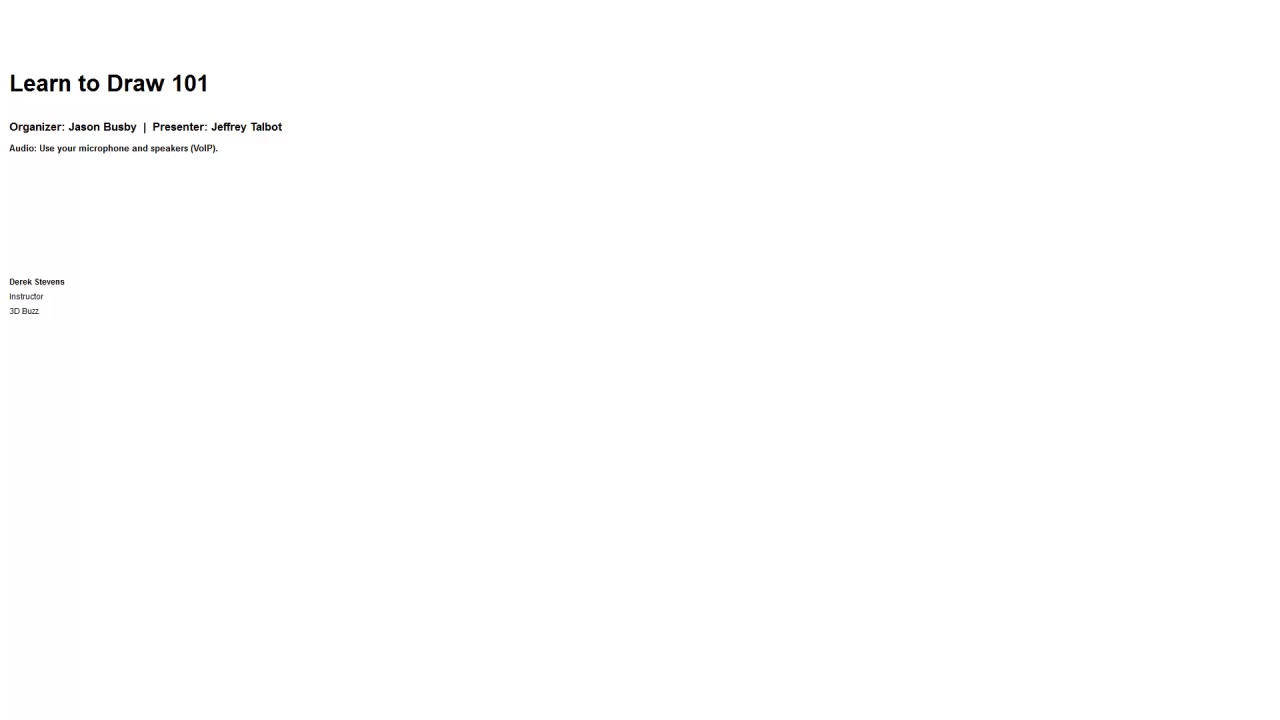 Learn to Draw 101
Organizer: Jason Busby | Presenter: Jeffrey Talbot
Audio: Use your microphone and speakers (VoIP).
Derek Stevens
Instructor
3D Buzz